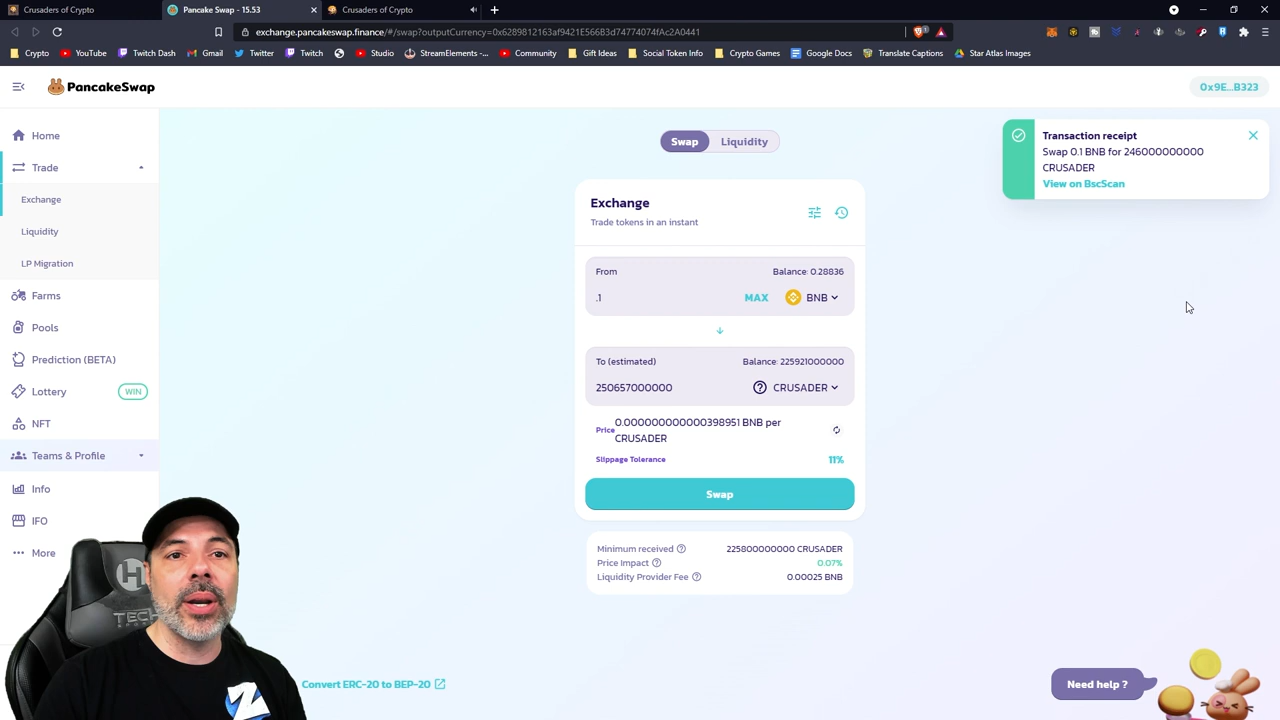 Crusaders of Crypto
Pancake Swap - 15.53
Crusaders of Crypto
exchange.pancakeswap.finance/#/swap?outputCurrency=0x6289812163af9421E566B3d74774074fAc2A0441
Crypto
YouTube
Twitch Dash
Gmail
Twitter
Twitch
StreamElements -...
Community
Gift Ideas
Social Token Info
Crypto Games
Google Docs
Translate Captions
Star Atlas Images
PancakeSwap
0x9E...B323
Home
Trade
Exchange
Liquidity
LP Migration
Farms
Pools
Prediction (BETA)
Lottery
WIN
NFT
Teams & Profile
Info
IFO
More
Swap
Liquidity
Exchange
Trade tokens in an instant
From
Balance: 0.28836
.1
MAX
BNB
To (estimated)
Balance: 225921000000
250657000000
CRUSADER
Price
0.000000000000398951 BNB per
CRUSADER
Slippage Tolerance
11%
Swap
Minimum received
225800000000 CRUSADER
Price Impact
0.07%
Liquidity Provider Fee
0.00025 BNB
Transaction receipt
Swap 0.1 BNB for 246000000000
CRUSADER
View on BscScan
H
TECH
Z
Convert ERC-20 to BEP-20
Need help ?